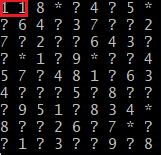 1 1 8 * ? 4 ? 5 *
? 6 4 ? 3 7 ? ? 2
7 ? 2 ? ? 6 4 3 ?
? * 1 ? 9 * ? ? 4
5 7 ? 4 8 1 ? 6 3
4 ? ? * 5 8 ? ? ?
? 9 5 1 ? 8 3 4 *
8 ? ? 2 6 ? 7 * ?
? 1 ? 3 ? ? 9 ? 8